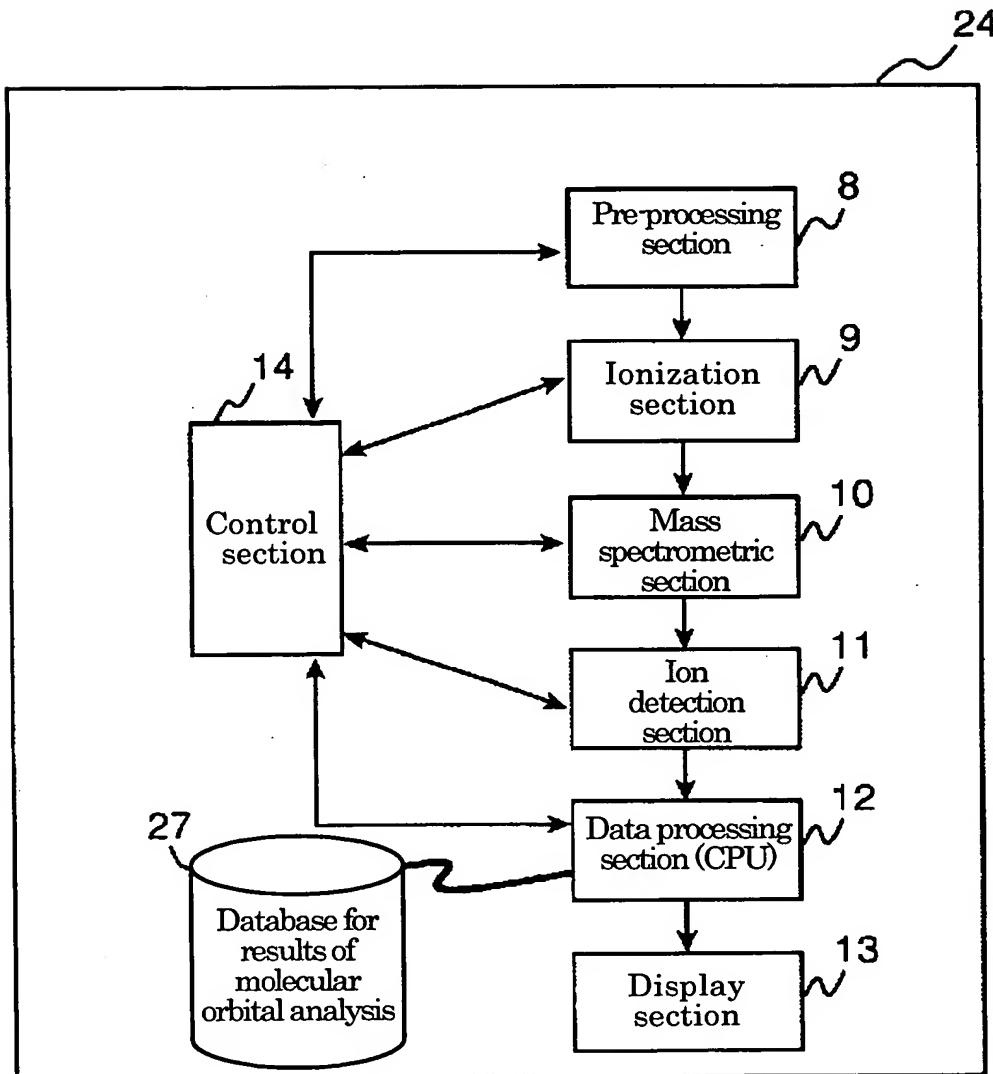 24
8
Pre-processing
section
9
Ionization
section
14
Control
section
10
Mass
spectrometric
section
11
Ion
detection
section
12
Data processing
section (CPU)
27
Database for
results of
molecular
orbital analysis
13
Display
section